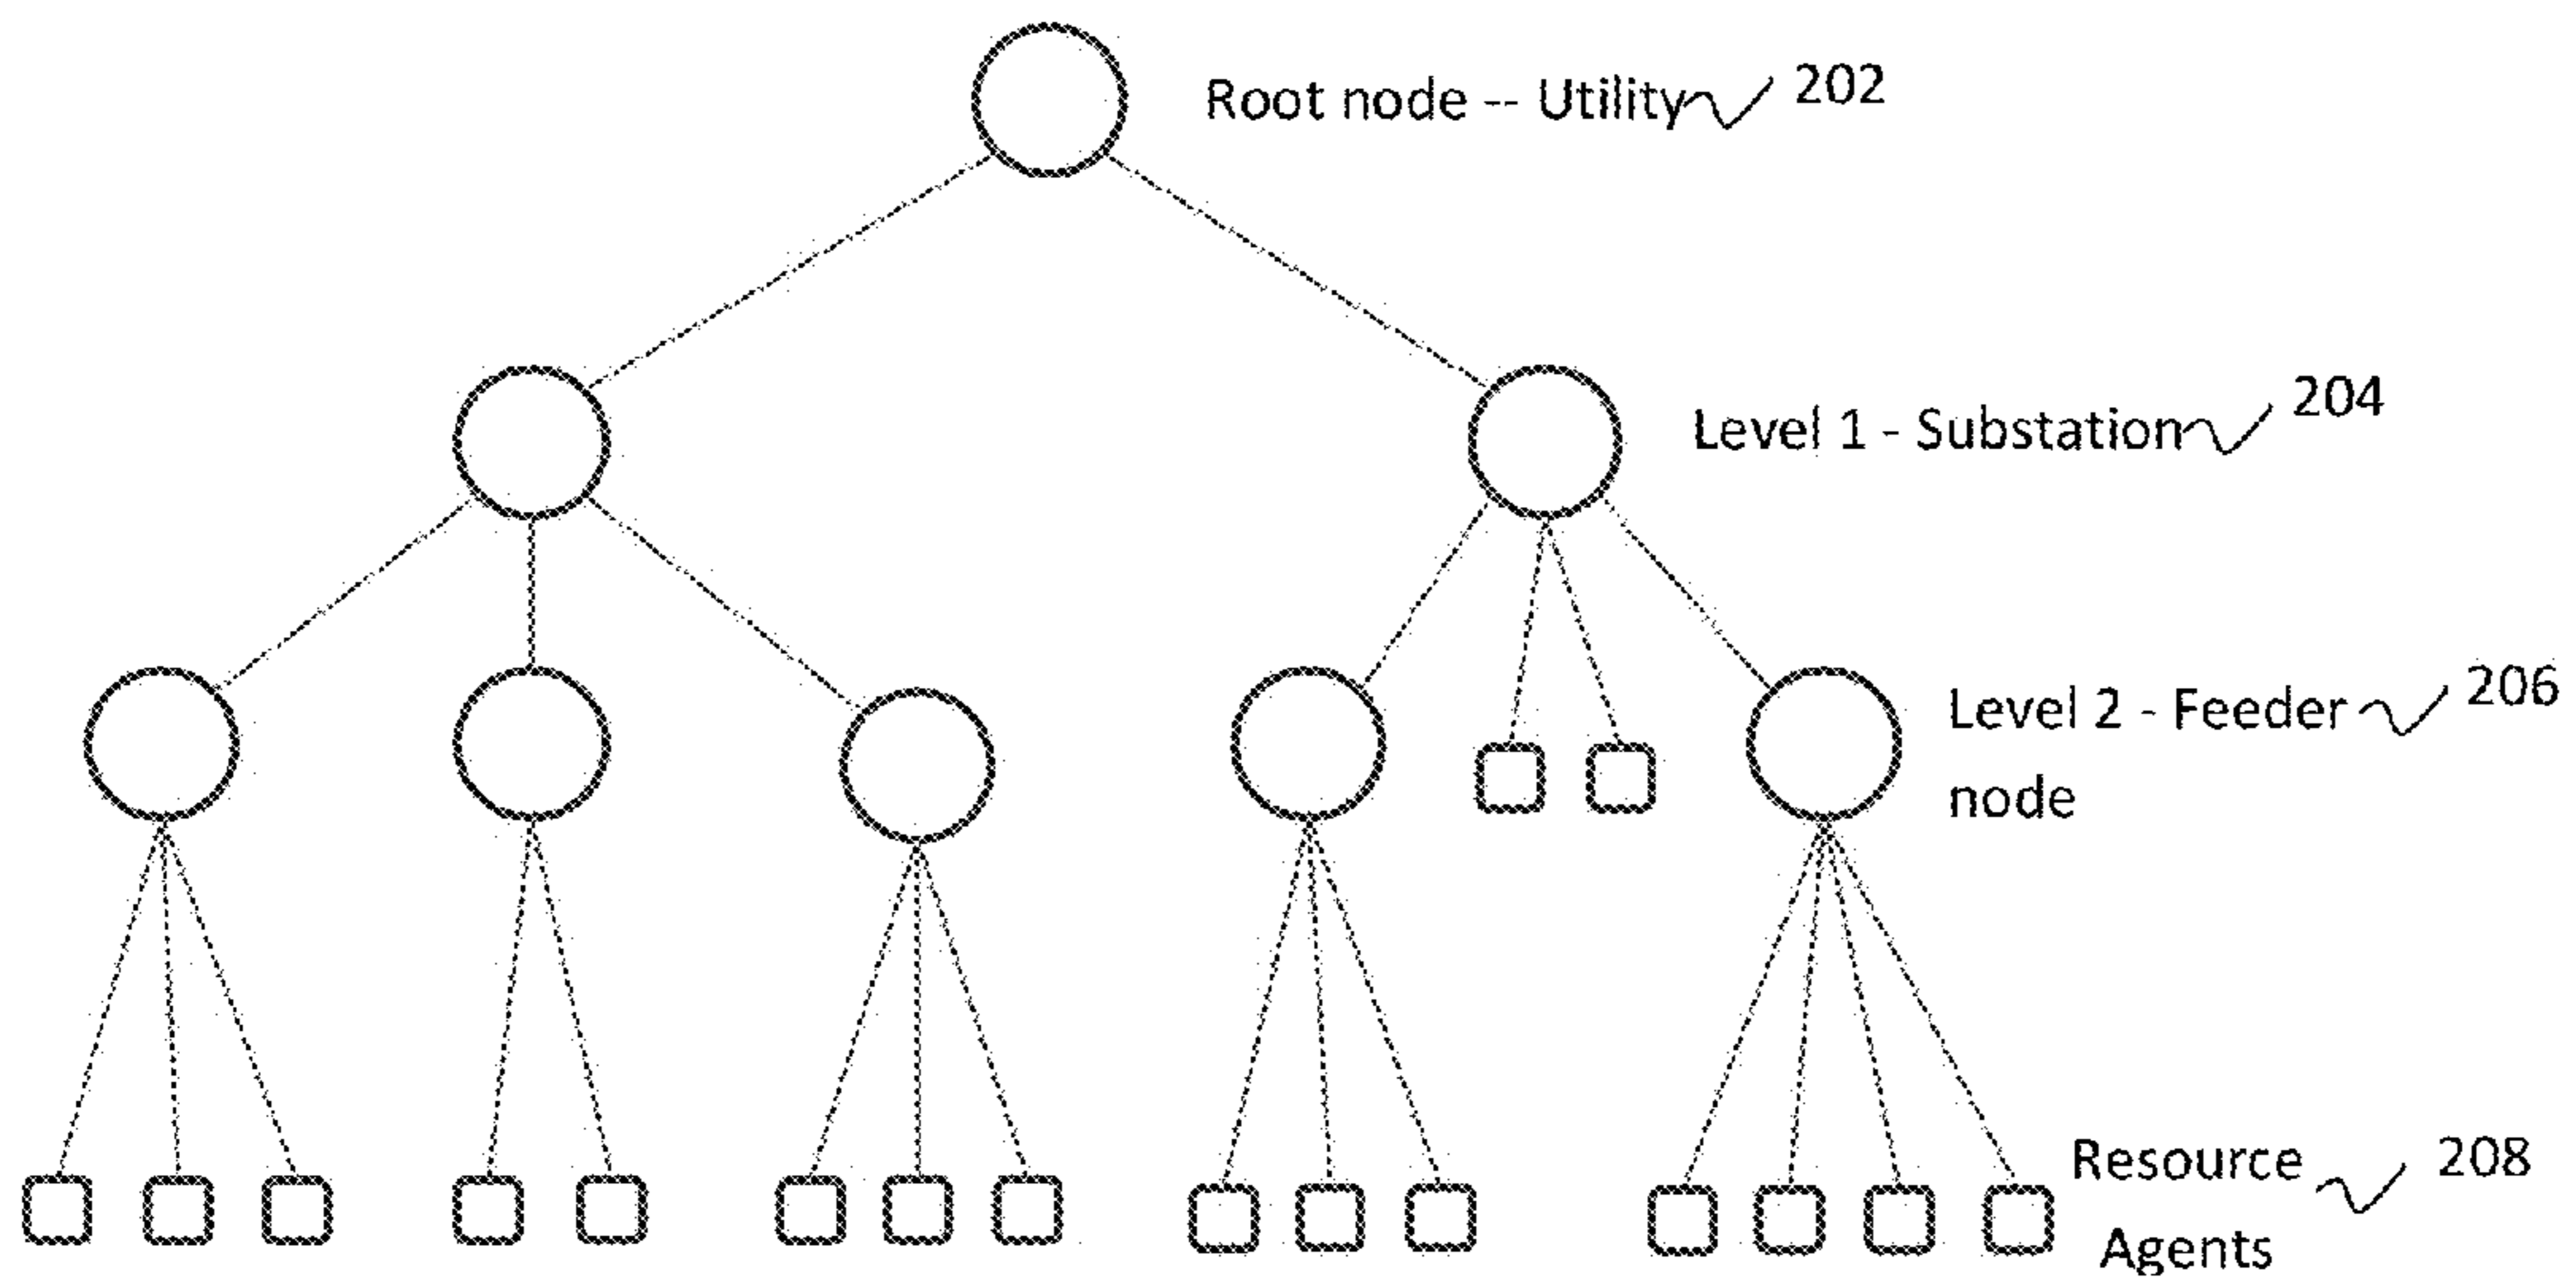 Root node -- Utility 202
Level 1 - Substation 204
Level 2 - Feeder 206
node
Resource 208
Agents